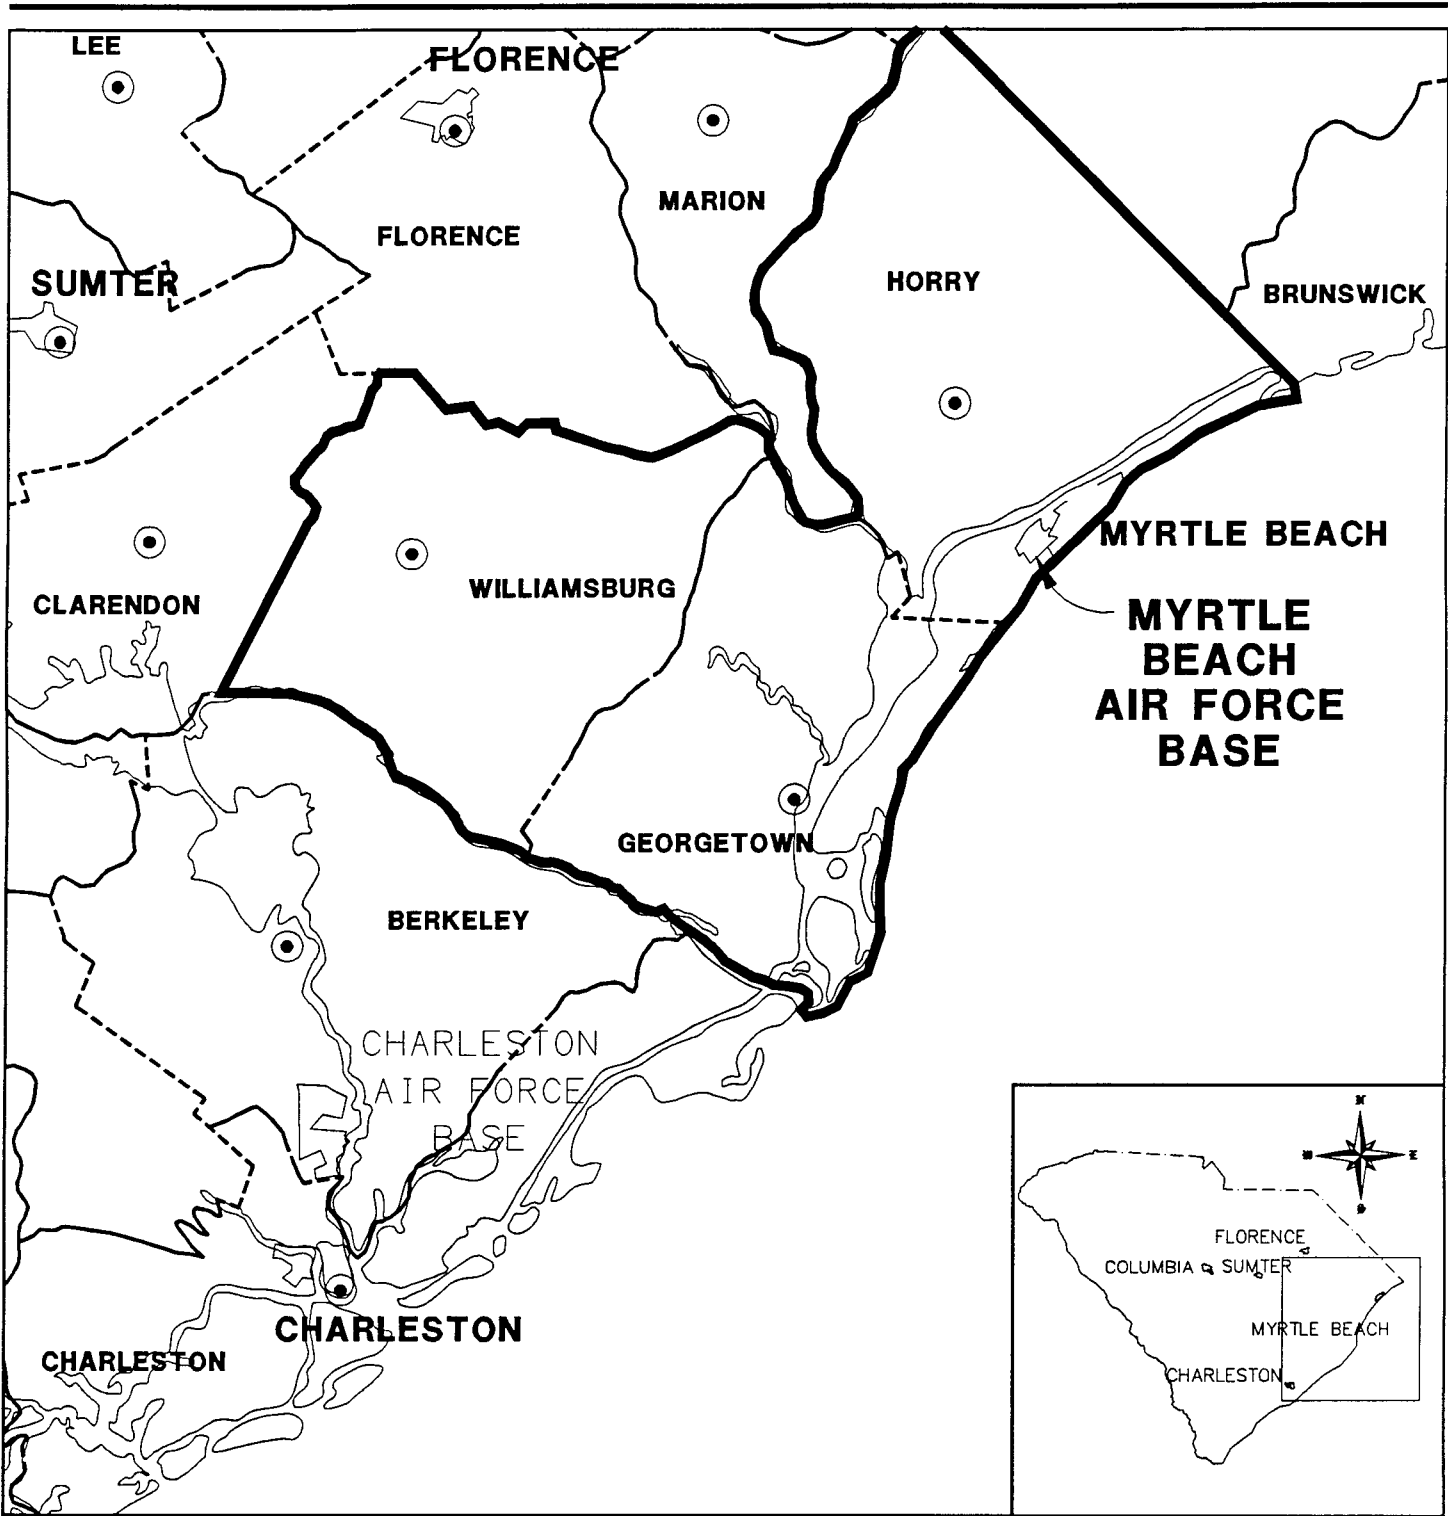 LEE
FLORENCE
MARION
FLORENCE
HORRY
SUMTER
BRUNSWICK
MYRTLE BEACH
WILLIAMSBURG
CLARENDON
MYRTLE
BEACH
AIR FORCE
BASE
GEORGETOWN
BERKELEY
CHARLESTON
AIR FORCE
BASE
CHARLESTON
CHARLESTON
N
E
FLORENCE
COLUMBIA
SUMTER
MYRTLE BEACH
CHARLESTON